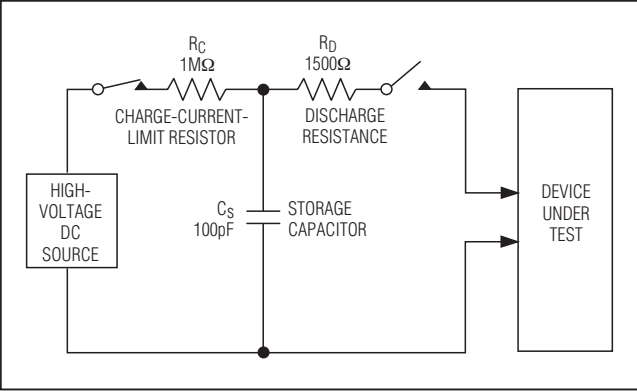 R_C
1MΩ
R_D
1500Ω
CHARGE-CURRENT-
LIMIT RESISTOR
DISCHARGE
RESISTANCE
HIGH-
VOLTAGE
DC
SOURCE
C_S
100pF
STORAGE
CAPACITOR
DEVICE
UNDER
TEST